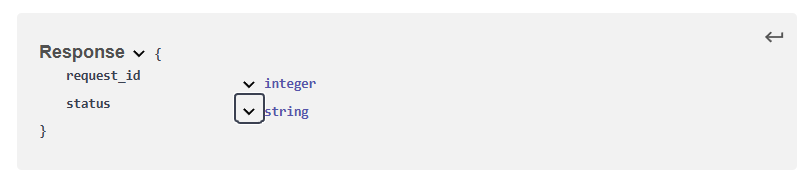 Response {
request_id integer
status string
}